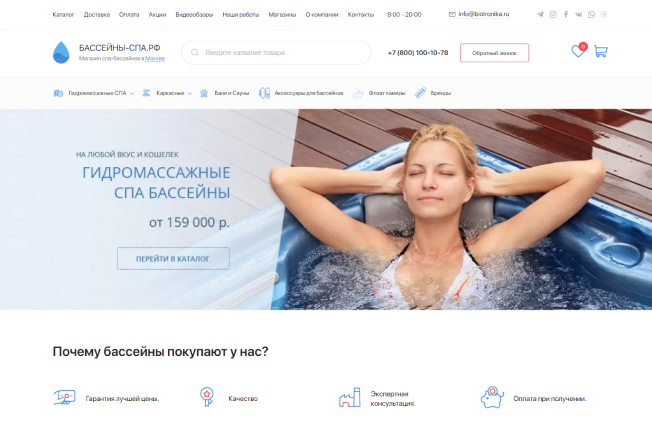 Каталог Доставка Оплата Акции Видеообзоры Наши работы Магазины О компании Контакты 8:00 - 20:00 info@biotronika.ru
БАССЕЙНЫ-СПА.РФ
Магазин спа-бассейнов в Москве
Введите название товара...
+7 (800) 100-10-78
Обратный звонок
0
Гидромассажные СПА Каркасные Бани и Сауны Аксессуары для бассейнов Флоат камеры Бренды
НА ЛЮБОЙ ВКУС И КОШЕЛЕК
ГИДРОМАССАЖНЫЕ
СПА БАССЕЙНЫ
от 159 000 р.
ПЕРЕЙТИ В КАТАЛОГ
Почему бассейны покупают у нас?
Гарантия лучшей цены.
Качество
Экспертная
консультация.
Оплата при получении.